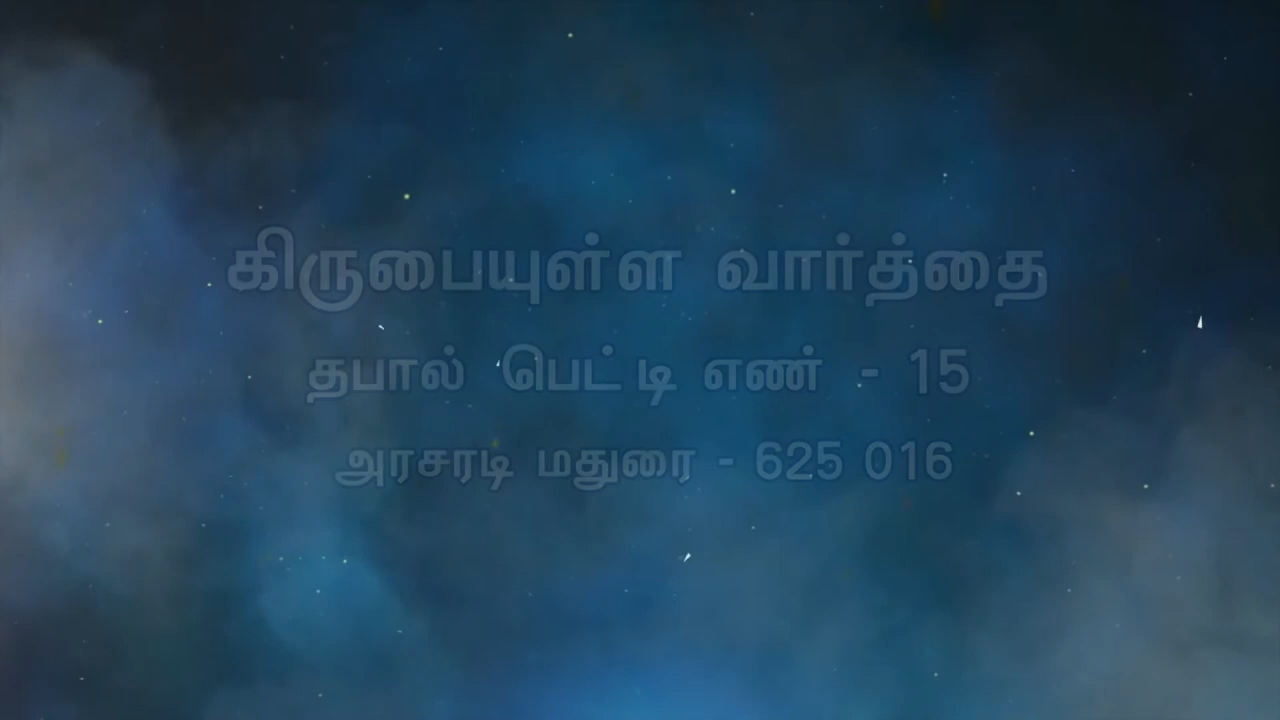 கிருபையுள்ள வார்த்தை
தபால் பெட்டி எண் - 15
அரசரடி மதுரை - 625 016